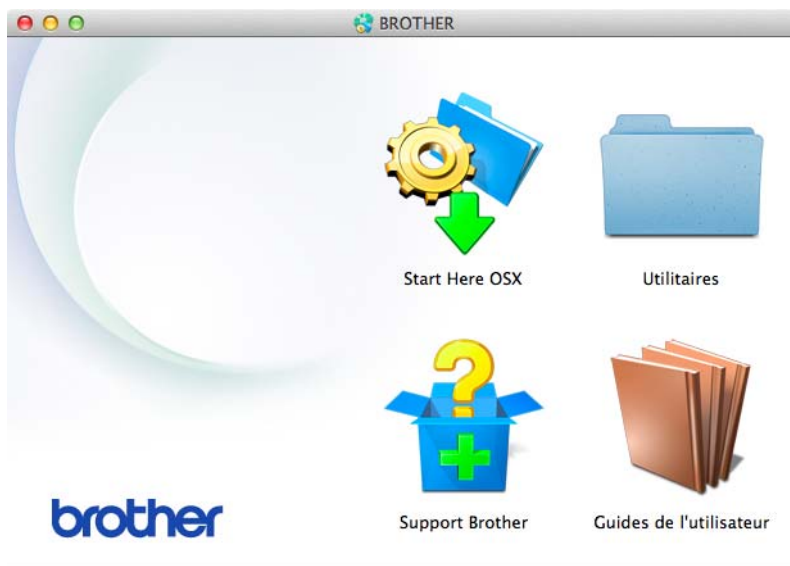 BROTHER
Start Here OSX
Utilitaires
Support Brother
Guides de l'utilisateur
brother